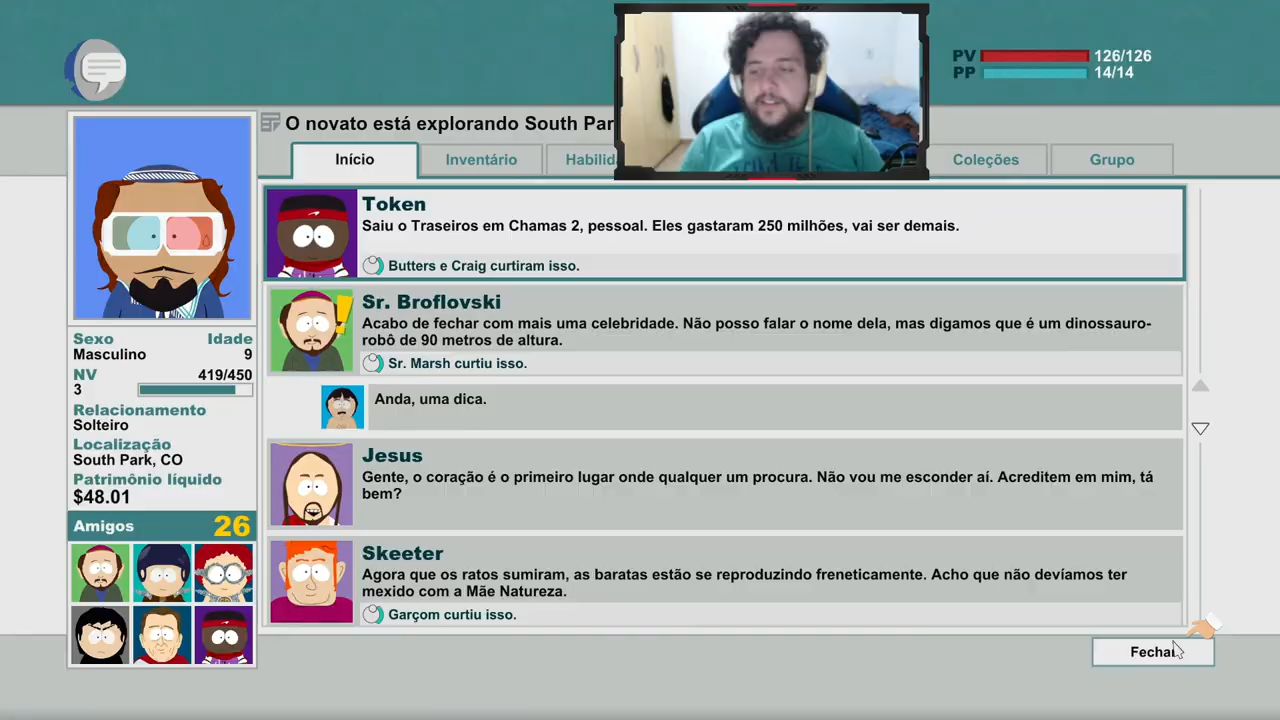 PV 126/126
PP 14/14
O novato está explorando South Par
Início
Inventário
Habilid
Coleções
Grupo
Sexo Idade
Masculino 9
NV 419/450
3
Relacionamento
Solteiro
Localização
South Park, CO
Patrimônio líquido
$48.01
Amigos 26
Token
Saiu o Traseiros em Chamas 2, pessoal. Eles gastaram 250 milhões, vai ser demais.
Butters e Craig curtiram isso.
Sr. Broflovski
Acabo de fechar com mais uma celebridade. Não posso falar o nome dela, mas digamos que é um dinossauro-
robô de 90 metros de altura.
Sr. Marsh curtiu isso.
Anda, uma dica.
Jesus
Gente, o coração é o primeiro lugar onde qualquer um procura. Não vou me esconder aí. Acreditem em mim, tá
bem?
Skeeter
Agora que os ratos sumiram, as baratas estão se reproduzindo freneticamente. Acho que não devíamos ter
mexido com a Mãe Natureza.
Garçom curtiu isso.
Fechar